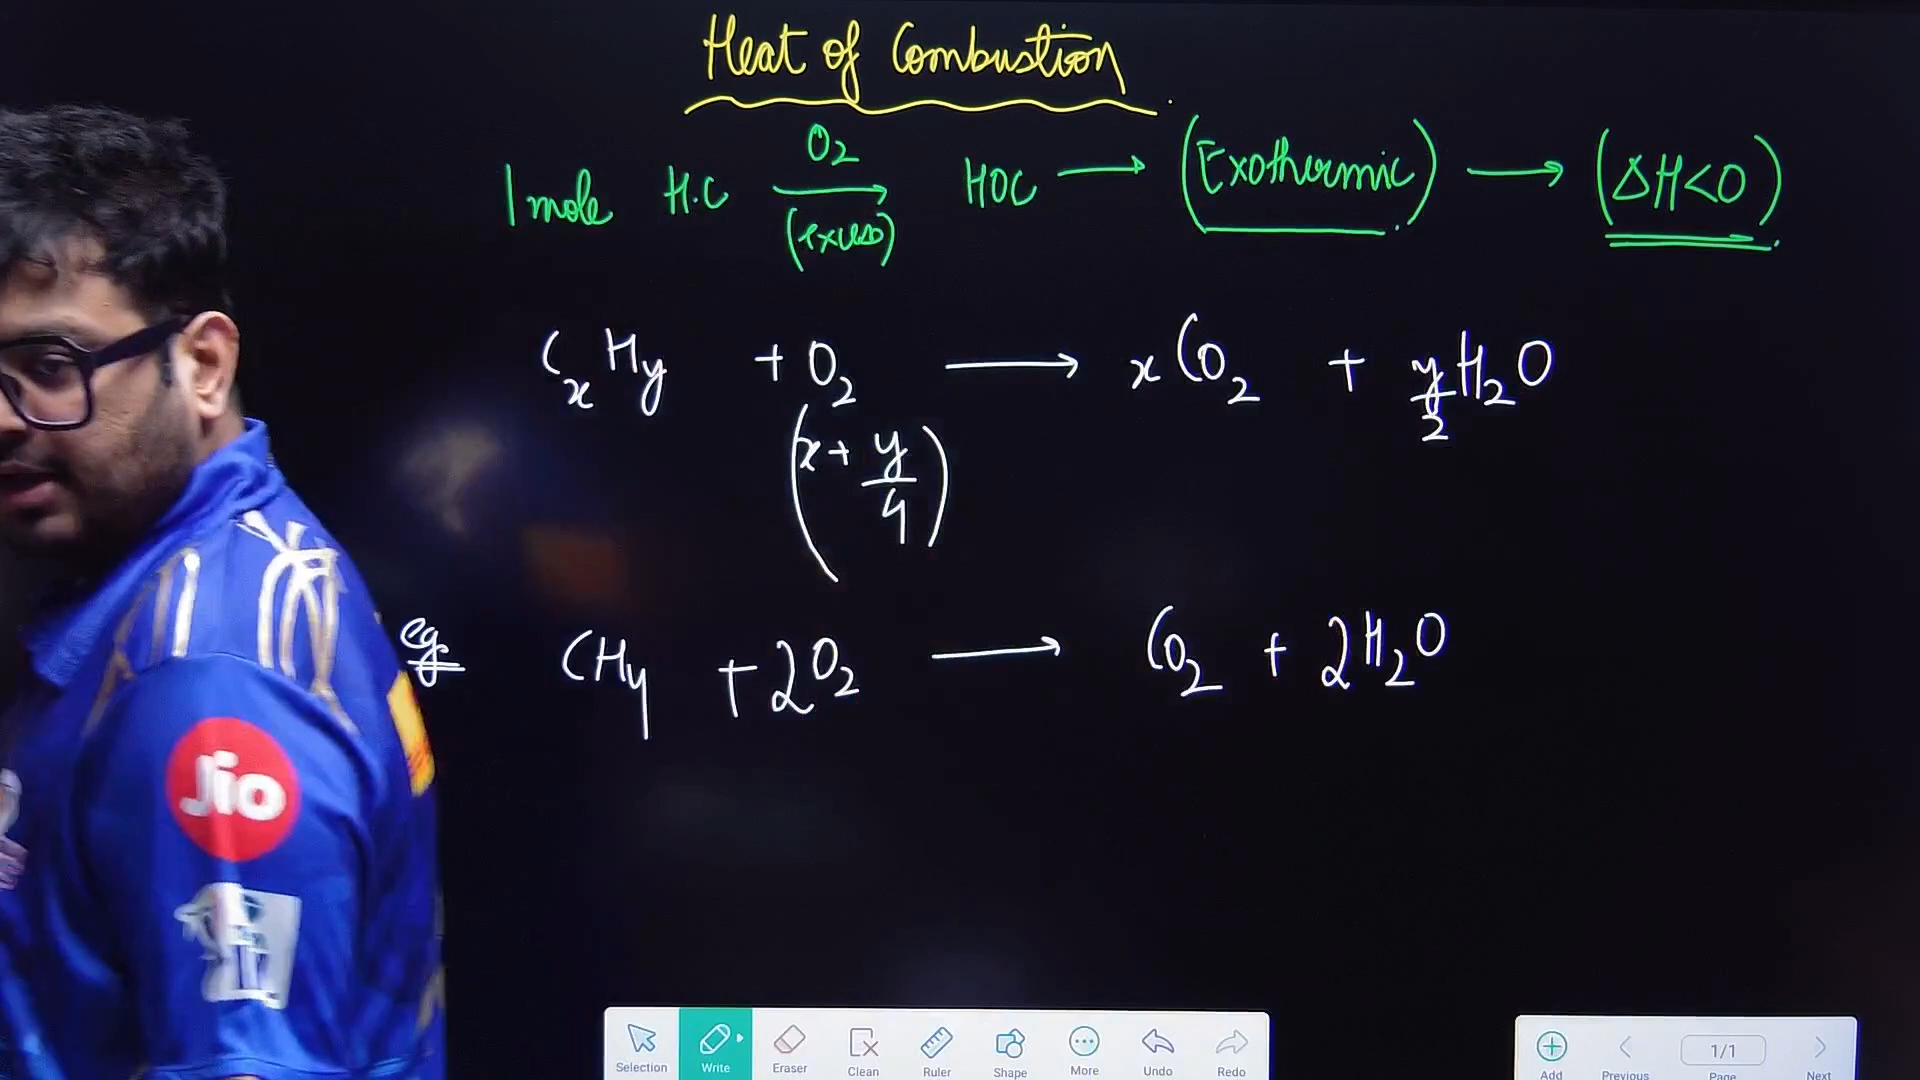 Heat of Combustion
1 mole H.C O₂ (excess) → HOC → (Exothermic) → (ΔH<0)
CₓHᵧ + O₂ → xCO₂ + y/2 H₂O
(x + y/4)
eg. CH₄ + 2O₂ → CO₂ + 2H₂O
Jio
Selection Write Eraser Clean Ruler Shape More Undo Redo
Add Previous 1/1 Page Next